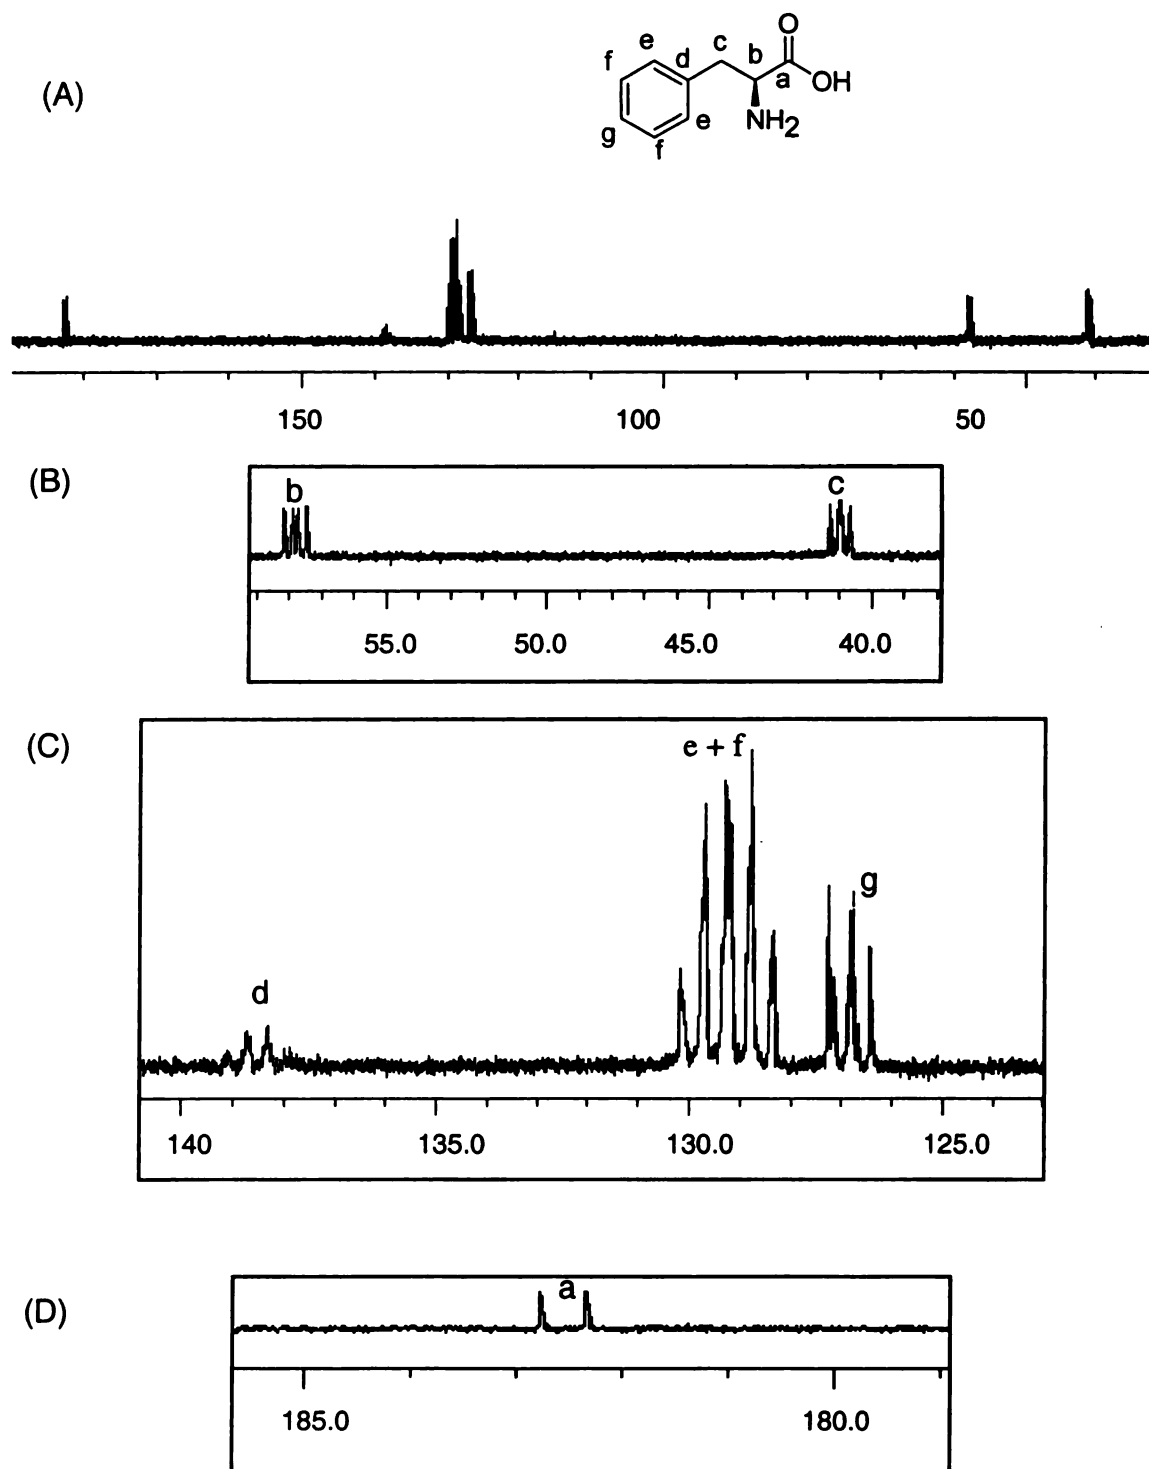 (A)
O
e c b
f d a OH
g e NH2
f
150 100 50
(B)
b c
55.0 50.0 45.0 40.0
(C)
e + f
g
d
140 135.0 130.0 125.0
(D)
a
185.0 180.0